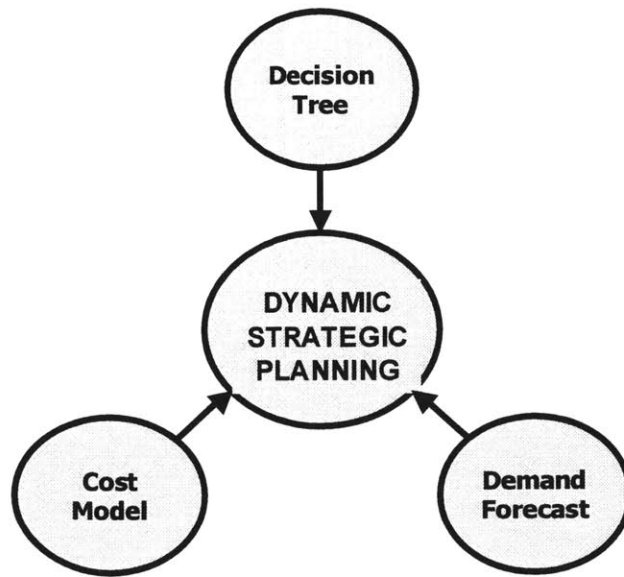 Decision
Tree
DYNAMIC
STRATEGIC
PLANNING
Cost
Model
Demand
Forecast